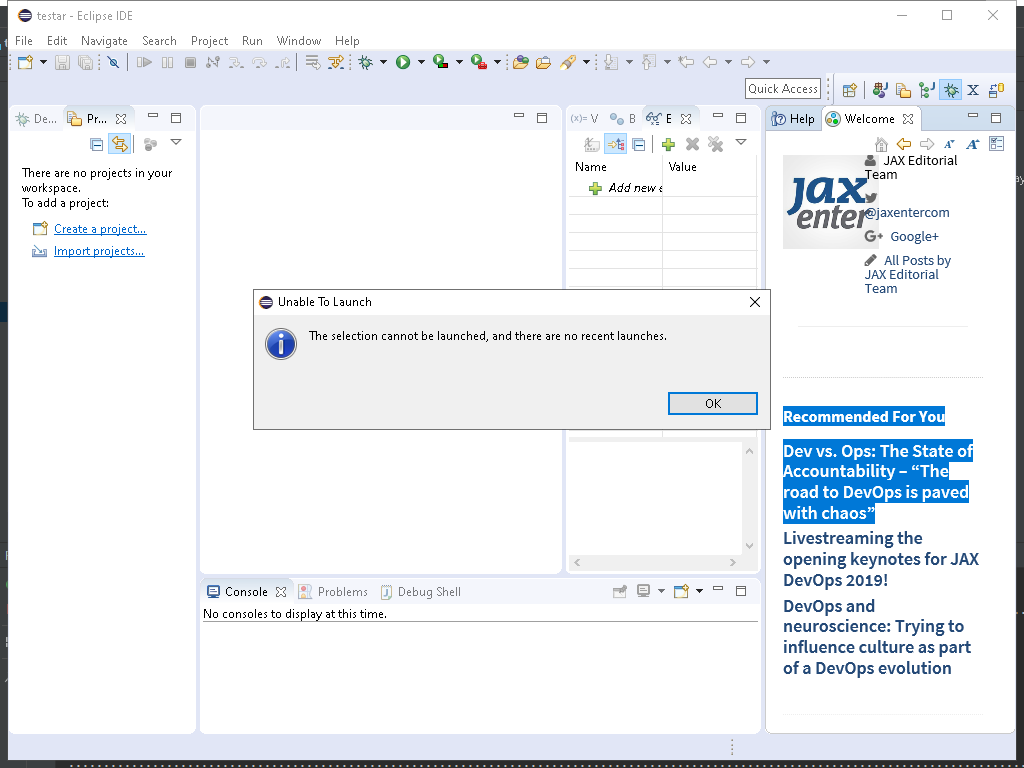 testar - Eclipse IDE
File Edit Navigate Search Project Run Window Help
Quick Access
De...
Pr...
There are no projects in your
workspace.
To add a project:
Create a project...
Import projects...
(x)= V
B
E
Name Value
Add new e
Help
Welcome
jax
enter
JAX Editorial
Team
@jaxentercom
G+ Google+
All Posts by
JAX Editorial
Team
Unable To Launch
The selection cannot be launched, and there are no recent launches.
OK
Recommended For You
Dev vs. Ops: The State of
Accountability – “The
road to DevOps is paved
with chaos”
Livestreaming the
opening keynotes for JAX
DevOps 2019!
DevOps and
neuroscience: Trying to
influence culture as part
of a DevOps evolution
Console Problems Debug Shell
No consoles to display at this time.